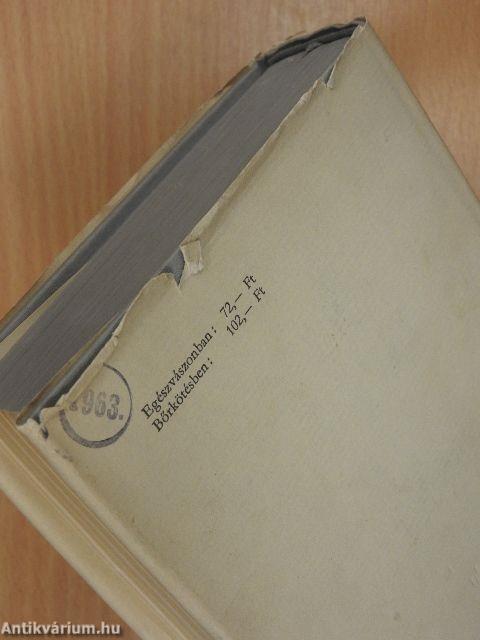 Egészvászonban: 72,— Ft
Bőrkötésben: 102,— Ft
1963.
Antikvárium.hu